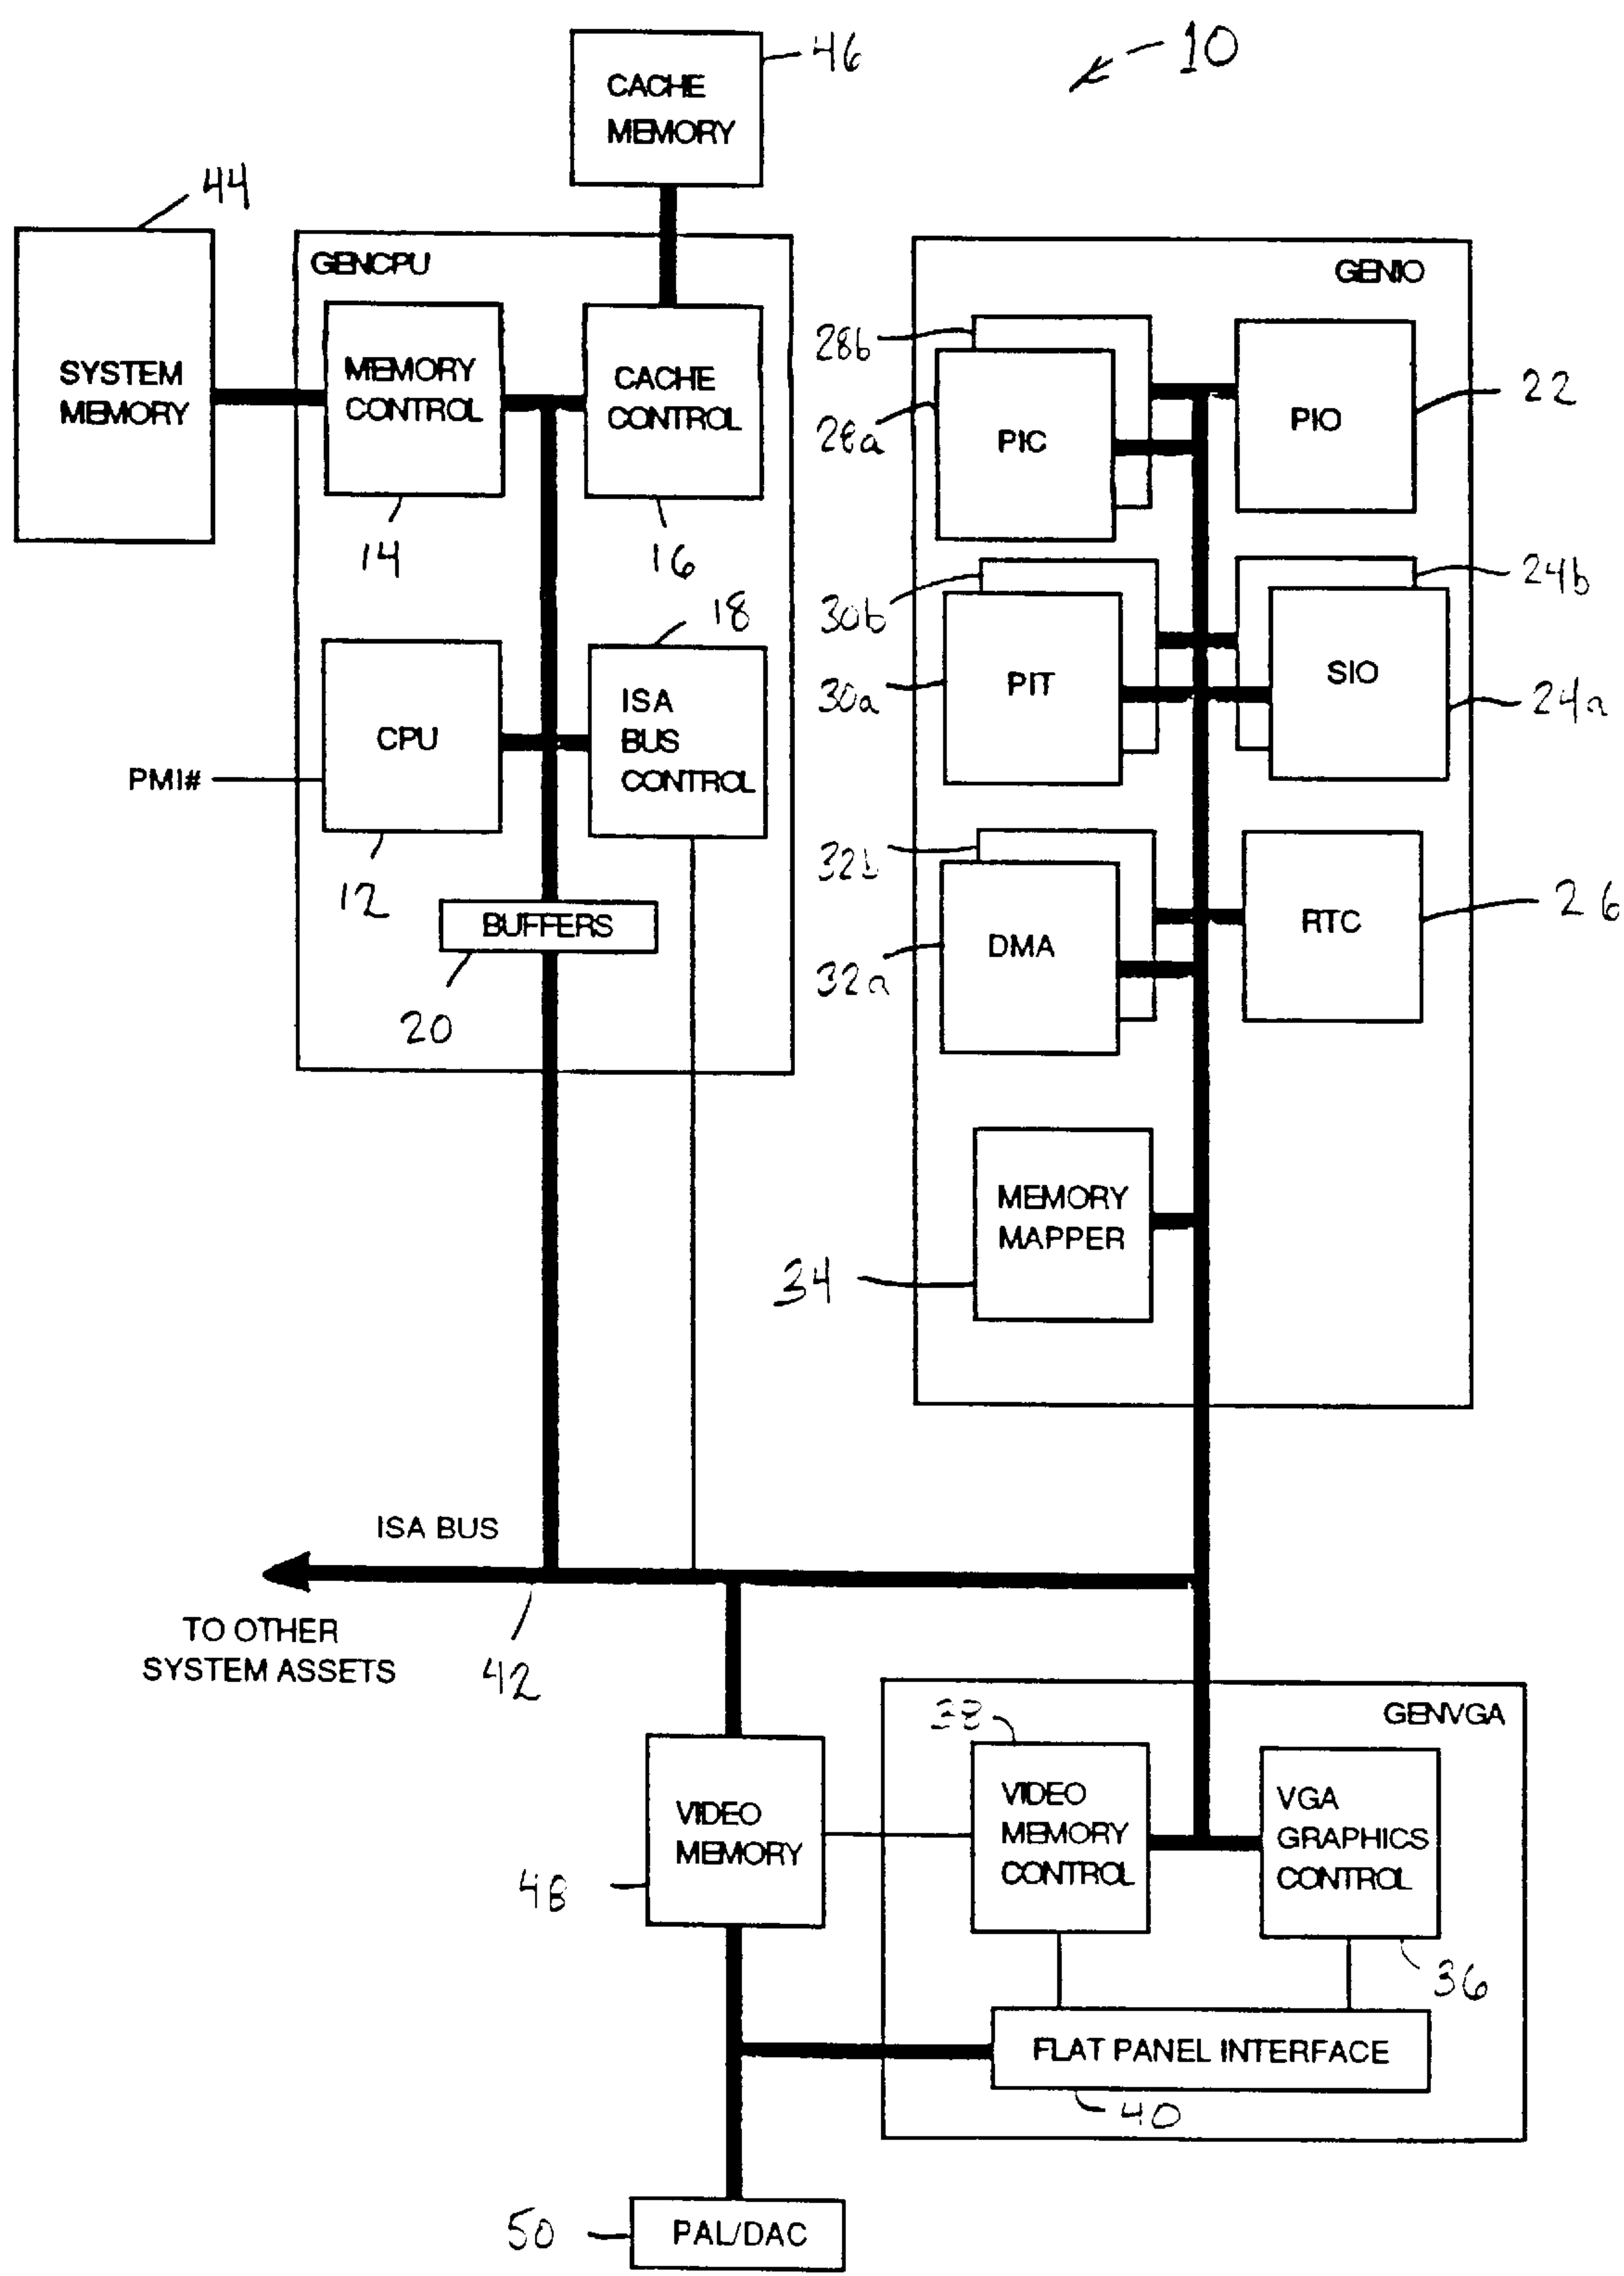 10
46
CACHE
MEMORY
44
GENCPU
GENIO
SYSTEM
MEMORY
MEMORY
CONTROL
CACHE
CONTROL
14
16
28b
28a
PIC
PIO
22
18
30b
30a
PIT
SIO
24b
24a
CPU
ISA
BUS
CONTROL
PMI#
12
BUFFERS
20
32b
32a
DMA
RTC
26
MEMORY
MAPPER
34
ISA BUS
TO OTHER
SYSTEM ASSETS
42
38
GENVGA
VIDEO
MEMORY
48
VIDEO
MEMORY
CONTROL
VGA
GRAPHICS
CONTROL
36
FLAT PANEL INTERFACE
40
50
PAL/DAC